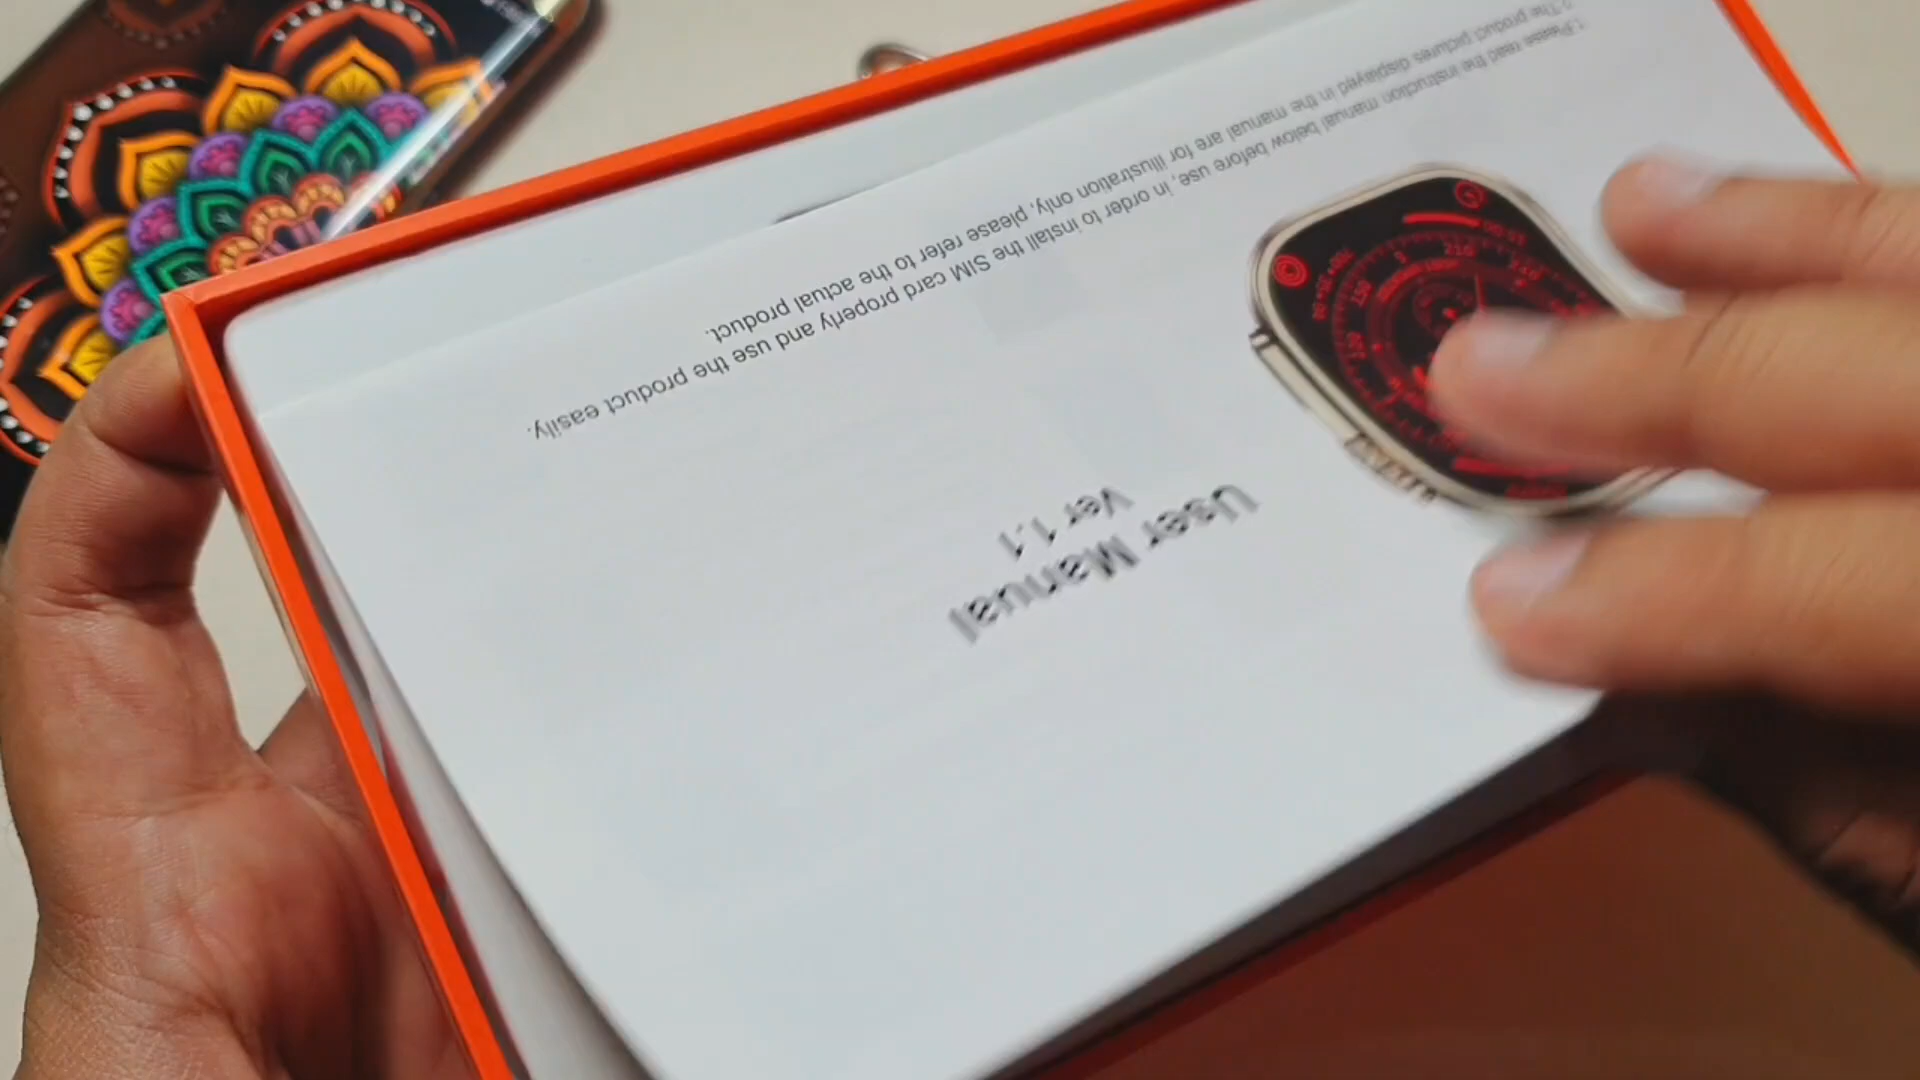 User Manual
Ver 1.1
1.Please read the instruction manual below before use, in order to install the SIM card properly and use the product easily.
2.The product pictures displayed in the manual are for illustration only, please refer to the actual product.